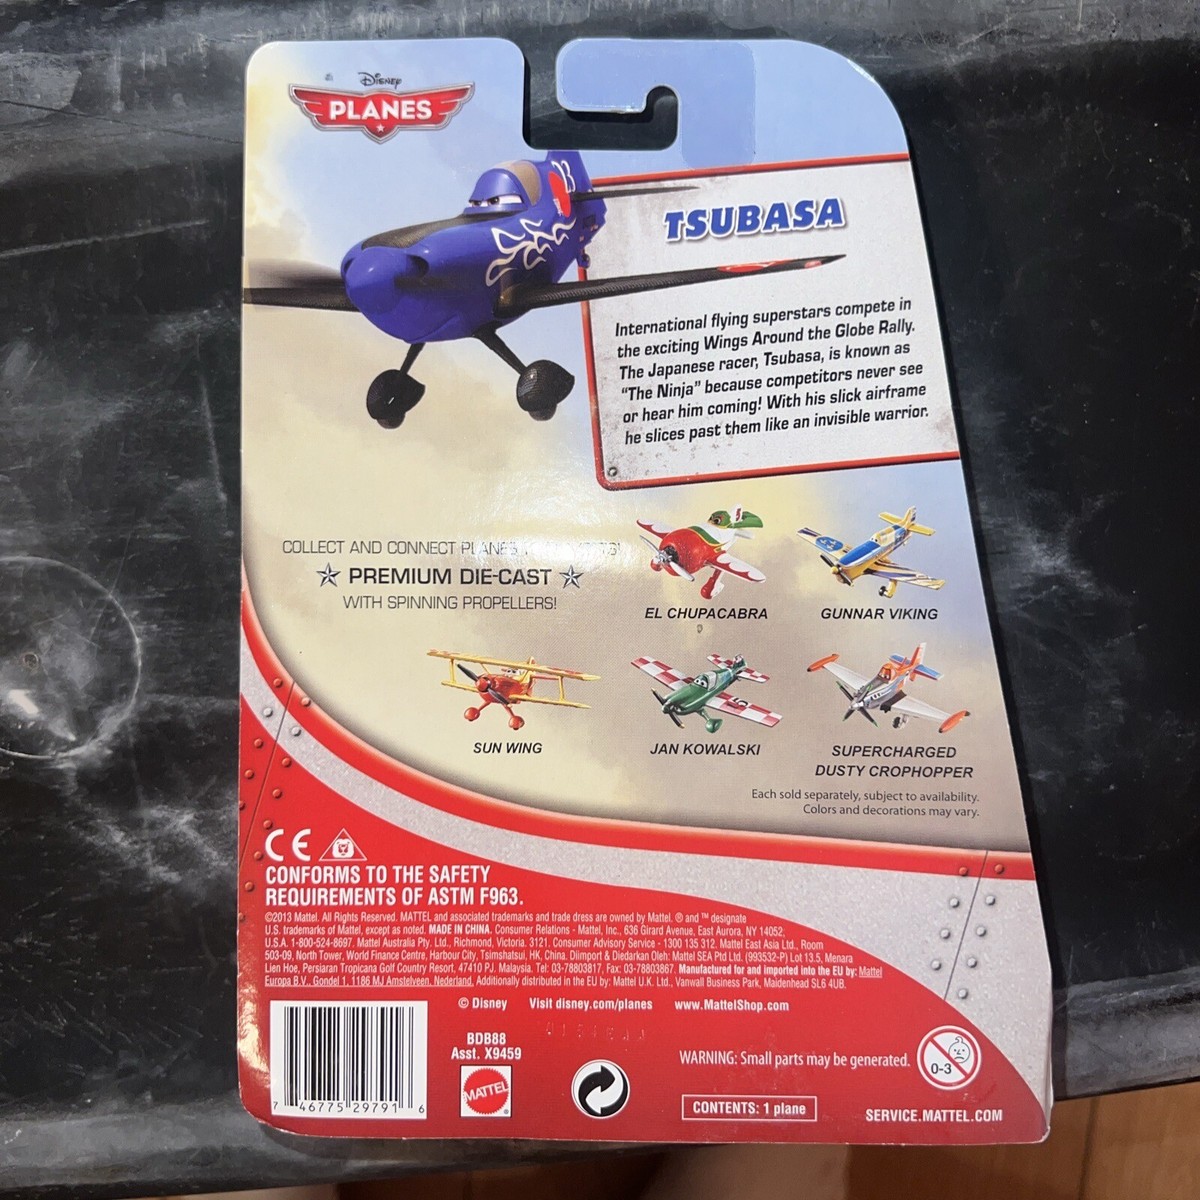 Disney
PLANES
TSUBASA
International flying superstars compete in
the exciting Wings Around the Globe Rally.
The Japanese racer, Tsubasa, is known as
"The Ninja" because competitors never see
or hear him coming! With his slick airframe
he slices past them like an invisible warrior.
COLLECT AND CONNECT PLANES
PREMIUM DIE-CAST
WITH SPINNING PROPELLERS!
EL CHUPACABRA
GUNNAR VIKING
SUN WING
JAN KOWALSKI
SUPERCHARGED
DUSTY CROPHOPPER
Each sold separately, subject to availability.
Colors and decorations may vary.
CE
CONFORMS TO THE SAFETY
REQUIREMENTS OF ASTM F963.
©2013 Mattel. All Rights Reserved. MATTEL and associated trademarks and trade dress are owned by Mattel. ® and ™ designate
U.S. trademarks of Mattel, except as noted. MADE IN CHINA. Consumer Relations - Mattel, Inc., 636 Girard Avenue, East Aurora, NY 14052,
U.S.A. 1-800-524-8697. Mattel Australia Pty. Ltd., Richmond, Victoria. 3121. Consumer Advisory Service - 1300 135 312. Mattel East Asia Ltd., Room
503-09, North Tower, World Finance Centre, Harbour City, Tsimshatsui, HK, China. Diimport & Diedarkan Oleh: Mattel SEA Ptd Ltd. (993532-P) Lot 13.5, Menara
Lien Hoe, Persiaran Tropicana Golf Country Resort, 47410 PJ. Malaysia. Tel: 03-78803817, Fax: 03-78803867. Manufactured for and imported into the EU by: Mattel
Europa B.V., Gondel 1, 1186 MJ Amstelveen, Nederland. Additionally distributed in the EU by: Mattel U.K. Ltd., Vanwall Business Park, Maidenhead SL6 4UB.
© Disney Visit disney.com/planes www.MattelShop.com
BDB88
Asst. X9459
MATTEL
®
7 46775 29791 6
WARNING: Small parts may be generated.
0-3
CONTENTS: 1 plane
SERVICE.MATTEL.COM